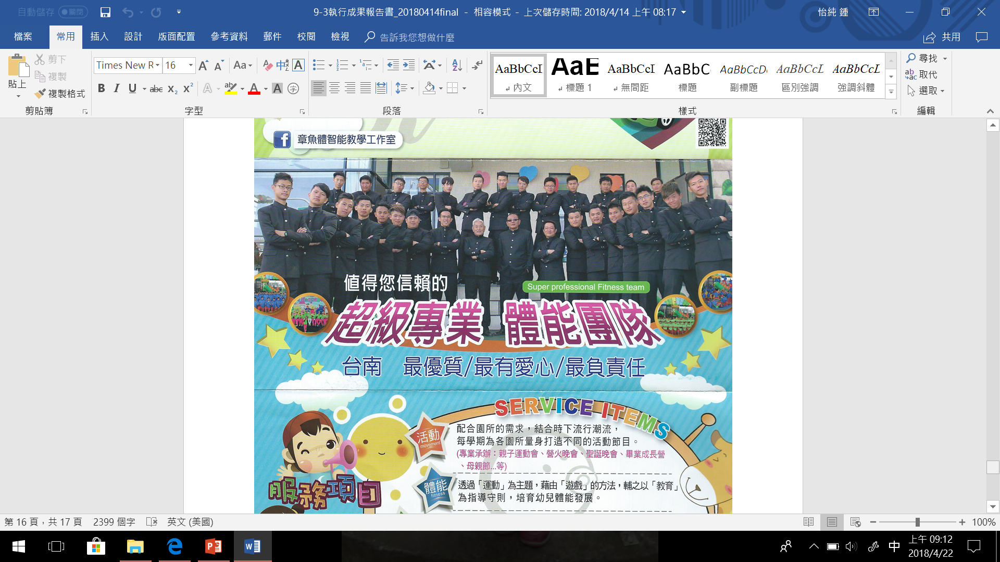 自動儲存 關閉
9-3執行成果報告書_20180414final - 相容模式 - 上次儲存時間: 2018/4/14 上午 08:17
怡純 鍾
檔案 常用 插入 設計 版面配置 參考資料 郵件 校閱 檢視 告訴我您想做什麼 共用
貼上
剪下
複製
複製格式
剪貼簿
Times New R 16
字型
段落
AaBbCcI AaB AaBbCcI AaBbC AaBbCcD AaBbCcL AaBbCcL
內文 標題 1 無間距 標題 副標題 區別強調 強調斜體
樣式
尋找
取代
選取
編輯
章魚體智能教學工作室
值得您信賴的
Super professional Fitness team
超級專業 體能團隊
台南 最優質/最有愛心/最負責任
SERVICE ITEMS
服務項目
活動
movement
配合園所的需求，結合時下流行潮流，
每學期為各園所量身打造不同的活動節目。
(專業承辦：親子運動會、營火晚會、聖誕晚會、畢業成長營
、母親節...等)
體能
fitness
透過「運動」為主題，藉由「遊戲」的方法，輔之以「教育」
為指導守則，培育幼兒體能發展。
第 16 頁，共 17 頁 2399 個字 英文 (美國) 100%
中
上午 09:12
2018/4/22